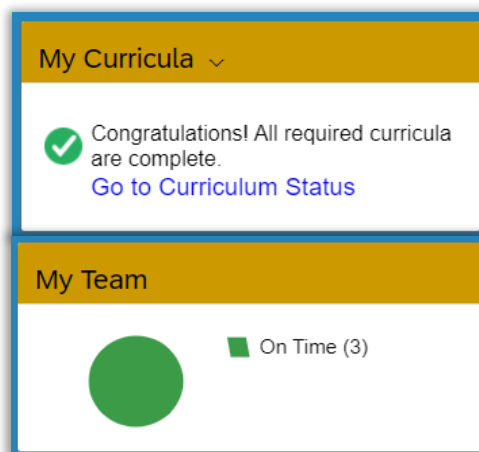 My Curricula
Congratulations! All required curricula
are complete.
Go to Curriculum Status
My Team
On Time (3)